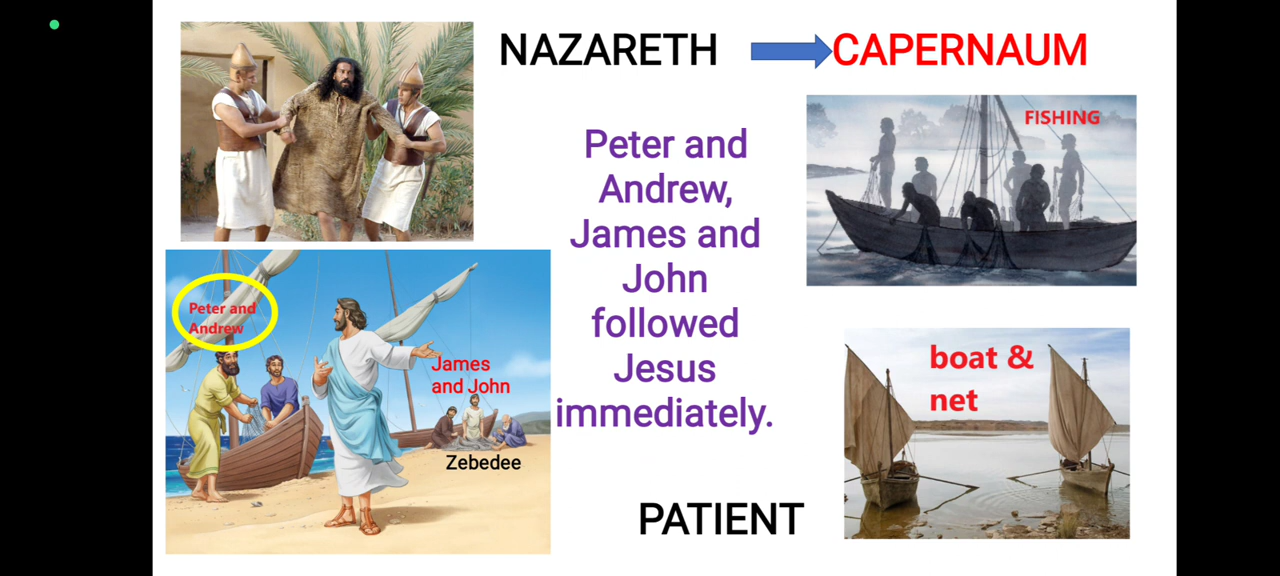 NAZARETH
CAPERNAUM
FISHING
Peter and
Andrew,
James and
John
followed
Jesus
immediately.
Peter and
Andrew
James
and John
Zebedee
boat &
net
PATIENT